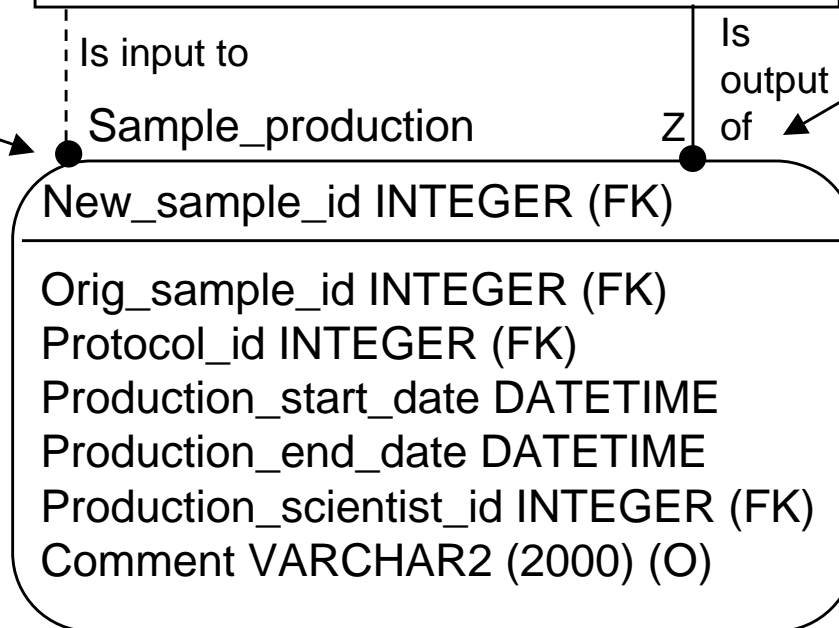 Is input to
Is
output
of
Z
Sample_production
New_sample_id INTEGER (FK)
Orig_sample_id INTEGER (FK)
Protocol_id INTEGER (FK)
Production_start_date DATETIME
Production_end_date DATETIME
Production_scientist_id INTEGER (FK)
Comment VARCHAR2 (2000) (O)